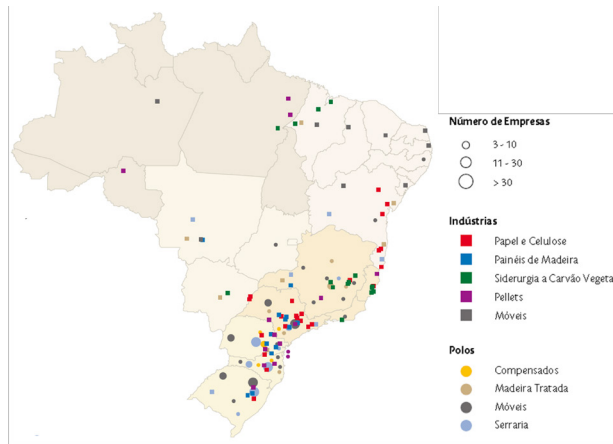 Número de Empresas
3 - 10
11 - 30
> 30
Indústrias
Papel e Celulose
Painéis de Madeira
Siderurgia a Carvão Vegeta
Pellets
Móveis
Polos
Compensados
Madeira Tratada
Móveis
Serraria